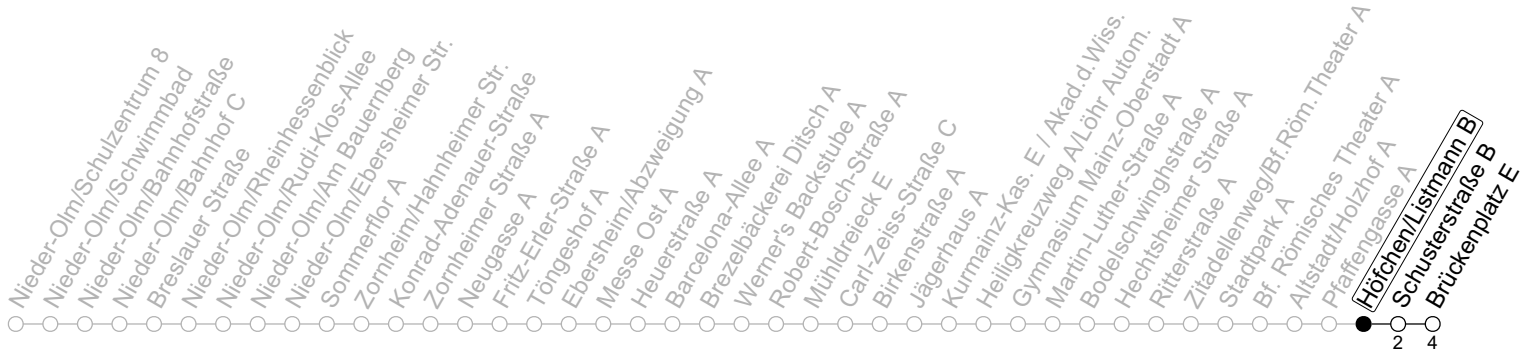 Nieder-Olm/Schulzentrum 8
Nieder-Olm/Schwimmbad
Nieder-Olm/Bahnhofstraße
Nieder-Olm/Bahnhof C
Breslauer Straße
Nieder-Olm/Rheinhessenblick
Nieder-Olm/Rudi-Klos-Allee
Nieder-Olm/Am Bauernberg
Nieder-Olm/Ebersheimer Str.
Sommerflor A
Zornheim/Hahnheimer Str.
Konrad-Adenauer-Straße
Zornheimer Straße A
Neugasse A
Fritz-Erler-Straße A
Töngeshof A
Ebersheim/Abzweigung A
Messe Ost A
Heuerstraße A
Barcelona-Allee A
Brezelbäckerei Ditsch A
Werner's Backstube A
Robert-Bosch-Straße A
Mühldreieck E
Carl-Zeiss-Straße C
Birkenstraße A
Jägerhaus A
Kurmainz-Kas. E / Akad.d.Wiss.
Heiligkreuzweg A/Löhr Autom.
Gymnasium Mainz-Oberstadt A
Martin-Luther-Straße A
Bodelschwinghstraße A
Hechtsheimer Straße A
Ritterstraße A
Zitadellenweg/Bf.Röm.Theater A
Stadtpark A
Bf. Römisches Theater A
Altstadt/Holzhof A
Pfaffengasse A
Höfchen/Listmann B
Schusterstraße B
Brückenplatz E
2 4